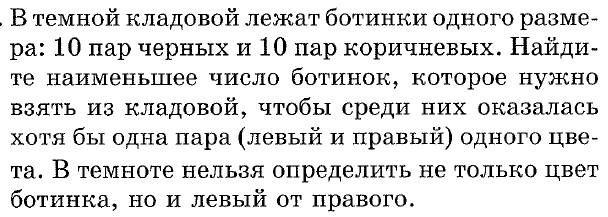 . В темной кладовой лежат ботинки одного разме-
ра: 10 пар черных и 10 пар коричневых. Найди-
те наименьшее число ботинок, которое нужно
взять из кладовой, чтобы среди них оказалась
хотя бы одна пара (левый и правый) одного цве-
та. В темноте нельзя определить не только цвет
ботинка, но и левый от правого.